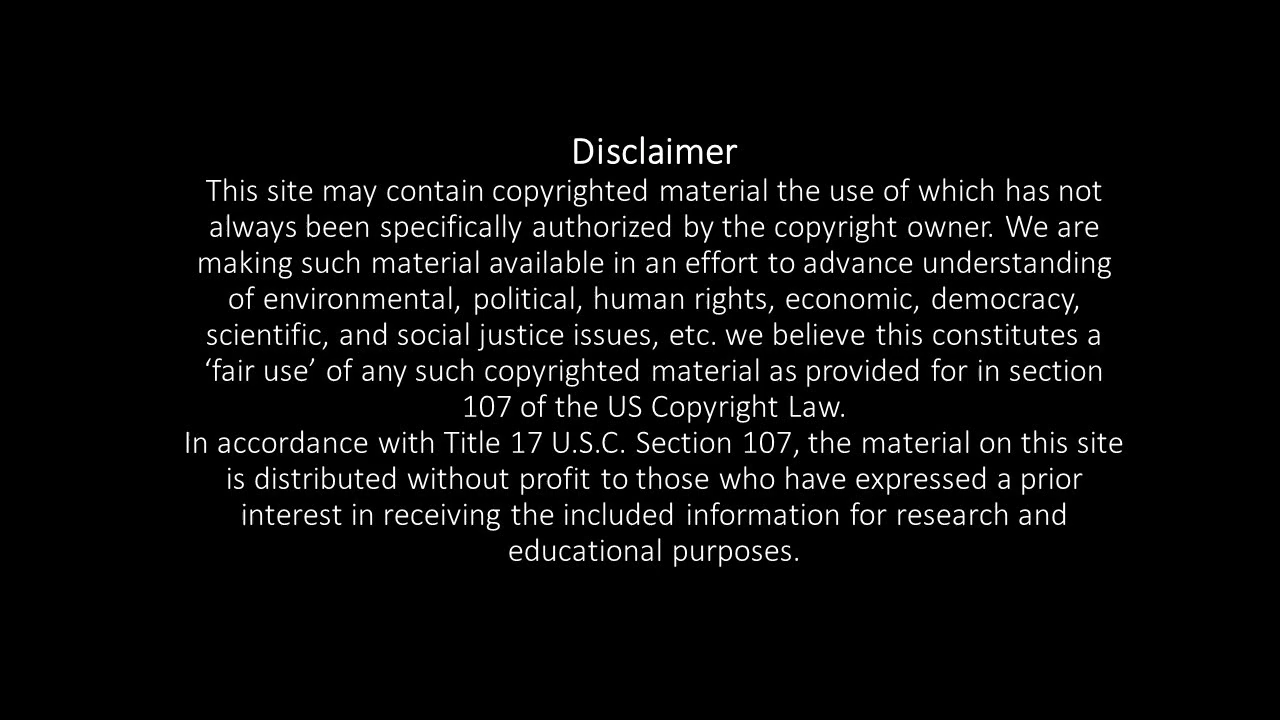 Disclaimer
This site may contain copyrighted material the use of which has not
always been specifically authorized by the copyright owner. We are
making such material available in an effort to advance understanding
of environmental, political, human rights, economic, democracy,
scientific, and social justice issues, etc. we believe this constitutes a
‘fair use’ of any such copyrighted material as provided for in section
107 of the US Copyright Law.
In accordance with Title 17 U.S.C. Section 107, the material on this site
is distributed without profit to those who have expressed a prior
interest in receiving the included information for research and
educational purposes.